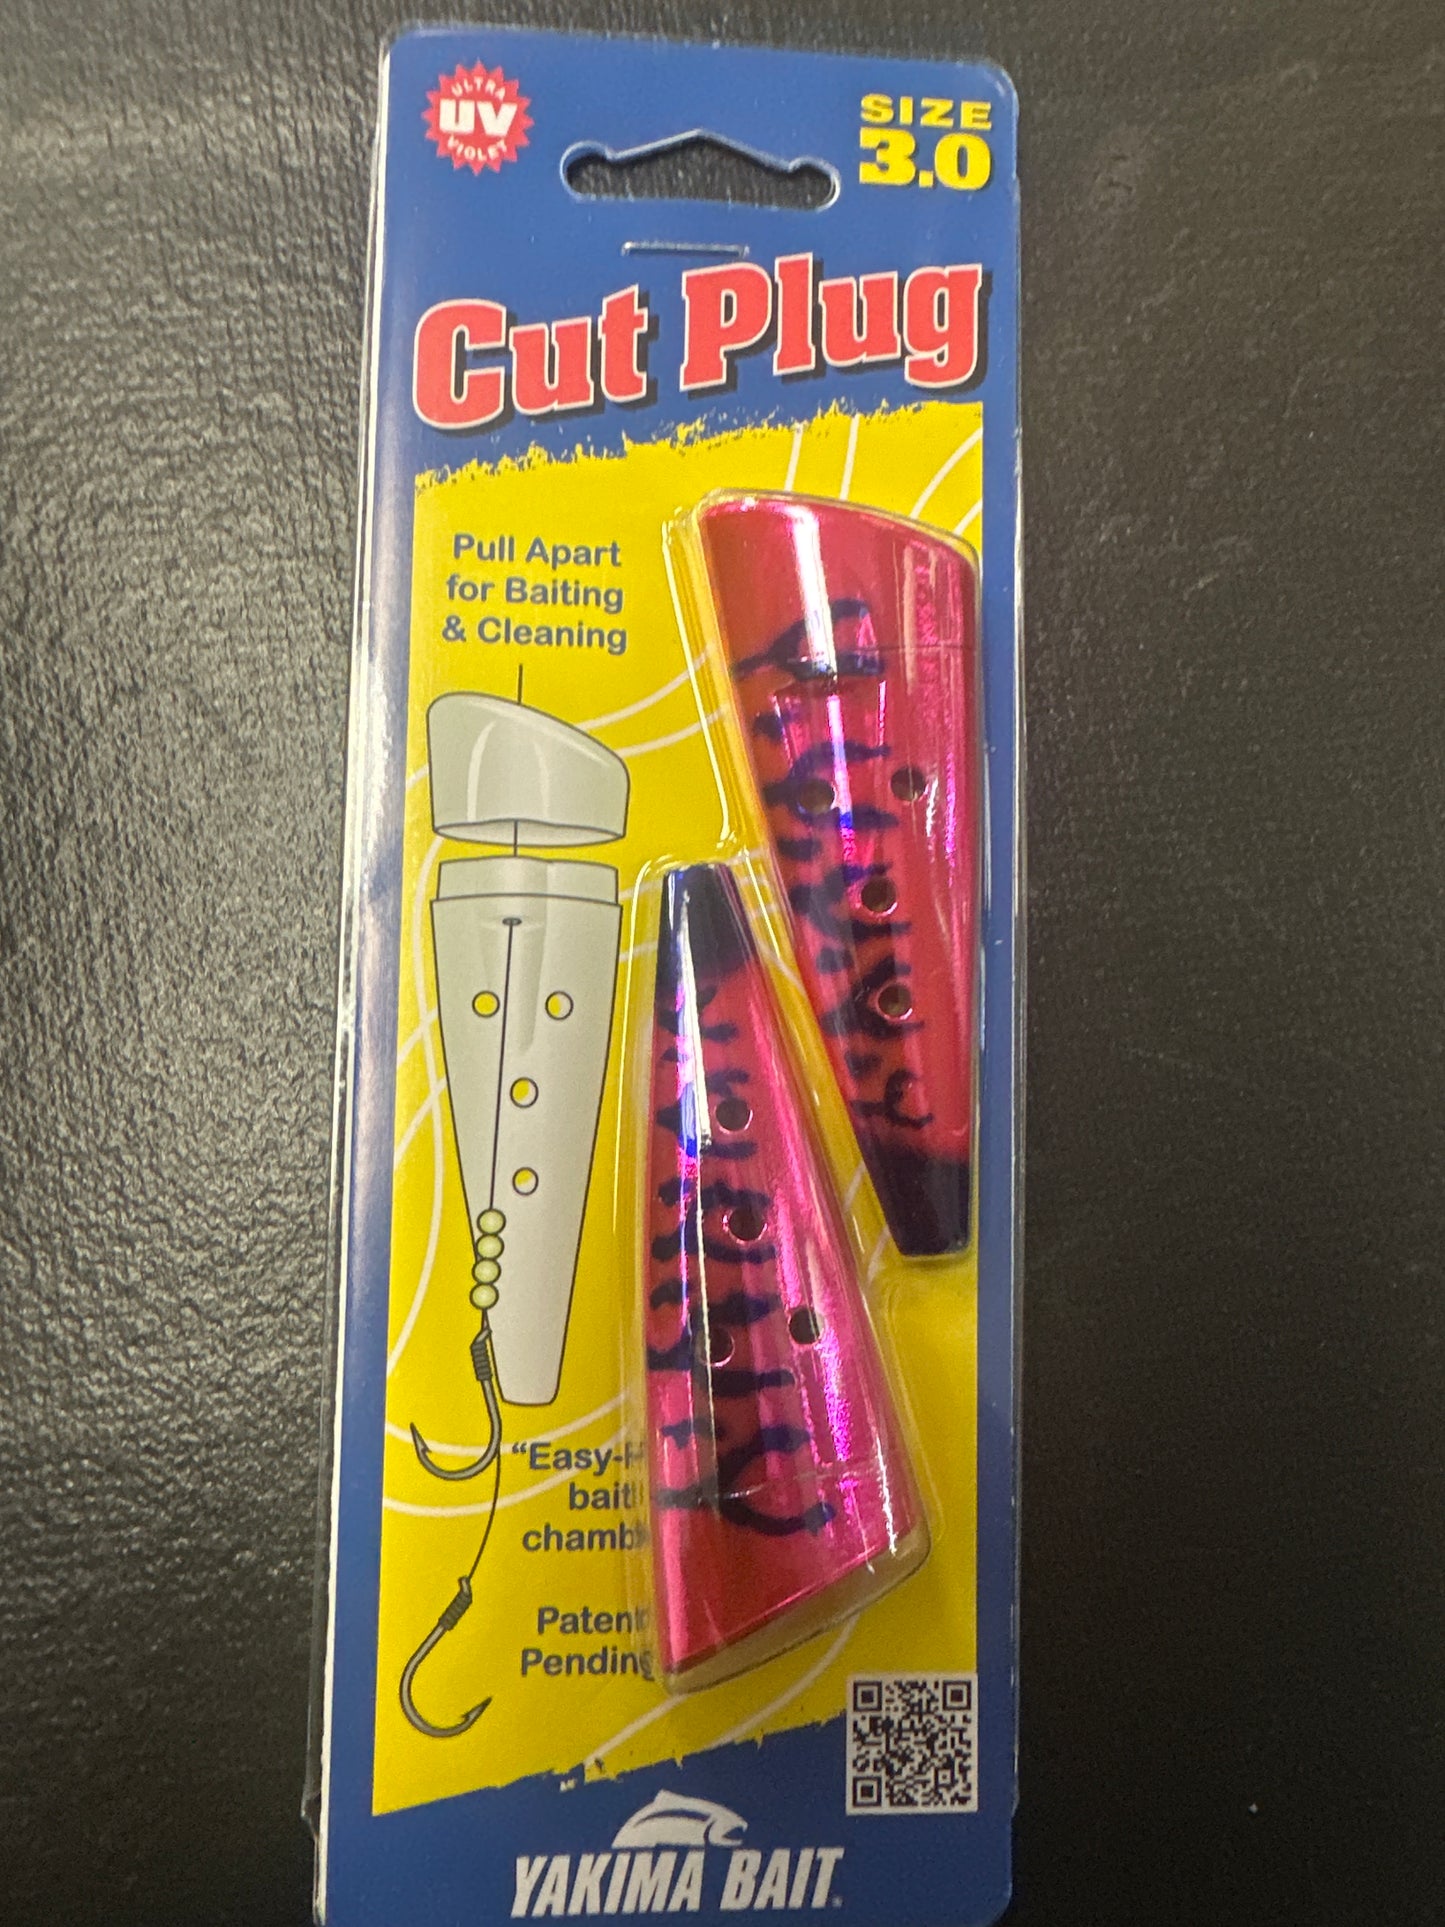 ULTRA
UV
VIOLET
SIZE
3.0
Cut Plug
Pull Apart
for Baiting
& Cleaning
Patent
Pending
YAKIMA BAIT